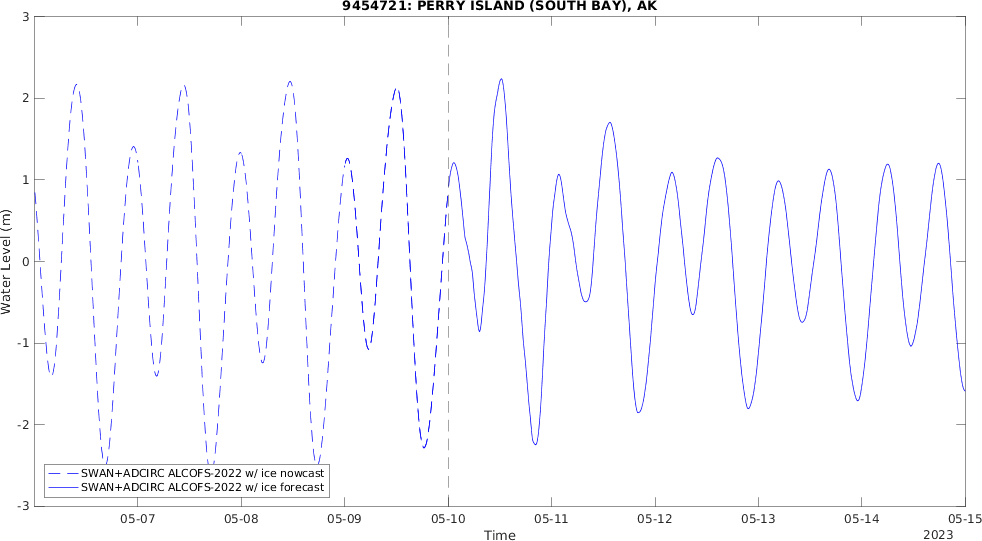 9454721: PERRY ISLAND (SOUTH BAY), AK
3
2
1
0
-1
-2
-3
Water Level (m)
SWAN+ADCIRC ALCOFS-2022 w/ ice nowcast
SWAN+ADCIRC ALCOFS-2022 w/ ice forecast
05-07 05-08 05-09 05-10 05-11 05-12 05-13 05-14 05-15
Time
2023